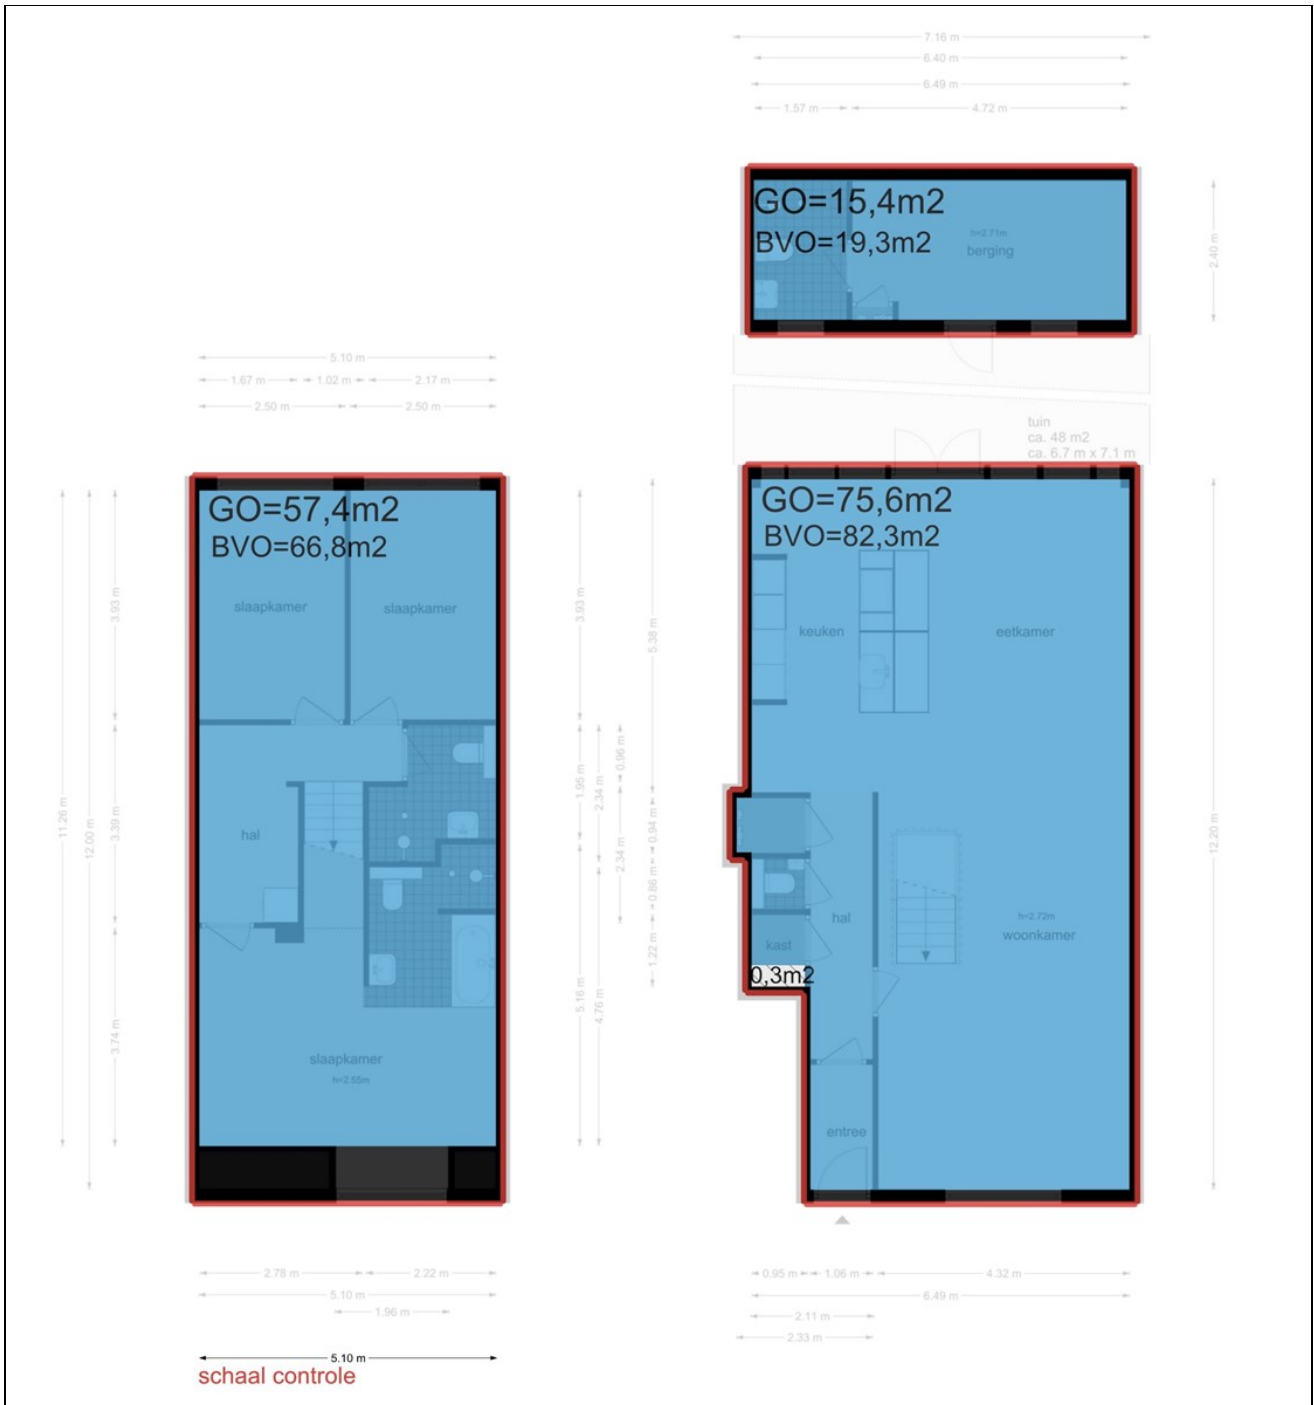 7.16 m
6.40 m
6.49 m
1.57 m
4.72 m
GO=15,4m2
BVO=19,3m2
h=2.71m
berging
2.40 m
tuin
ca. 48 m2
ca. 6.7 m x 7.1 m
5.10 m
1.67 m
1.02 m
2.17 m
2.50 m
2.50 m
GO=57,4m2
BVO=66,8m2
slaapkamer
slaapkamer
hal
slaapkamer
h=2.55m
11.26 m
12.00 m
3.93 m
3.39 m
3.74 m
3.93 m
1.95 m
5.16 m
2.34 m
4.76 m
0.96 m
2.34 m
5.38 m
0.94 m
0.86 m
1.22 m
GO=75,6m2
BVO=82,3m2
keuken
eetkamer
hal
kast
0,3m2
h=2.72m
woonkamer
entree
12.20 m
2.78 m
2.22 m
5.10 m
1.96 m
5.10 m
schaal controle
0.95 m
1.06 m
4.32 m
6.49 m
2.11 m
2.33 m